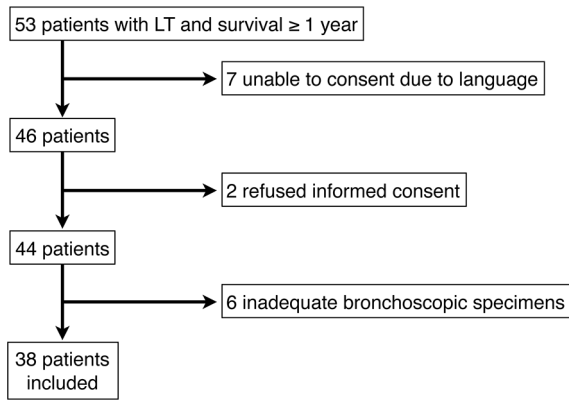 53 patients with LT and survival ≥ 1 year
7 unable to consent due to language
46 patients
2 refused informed consent
44 patients
6 inadequate bronchoscopic specimens
38 patients
included